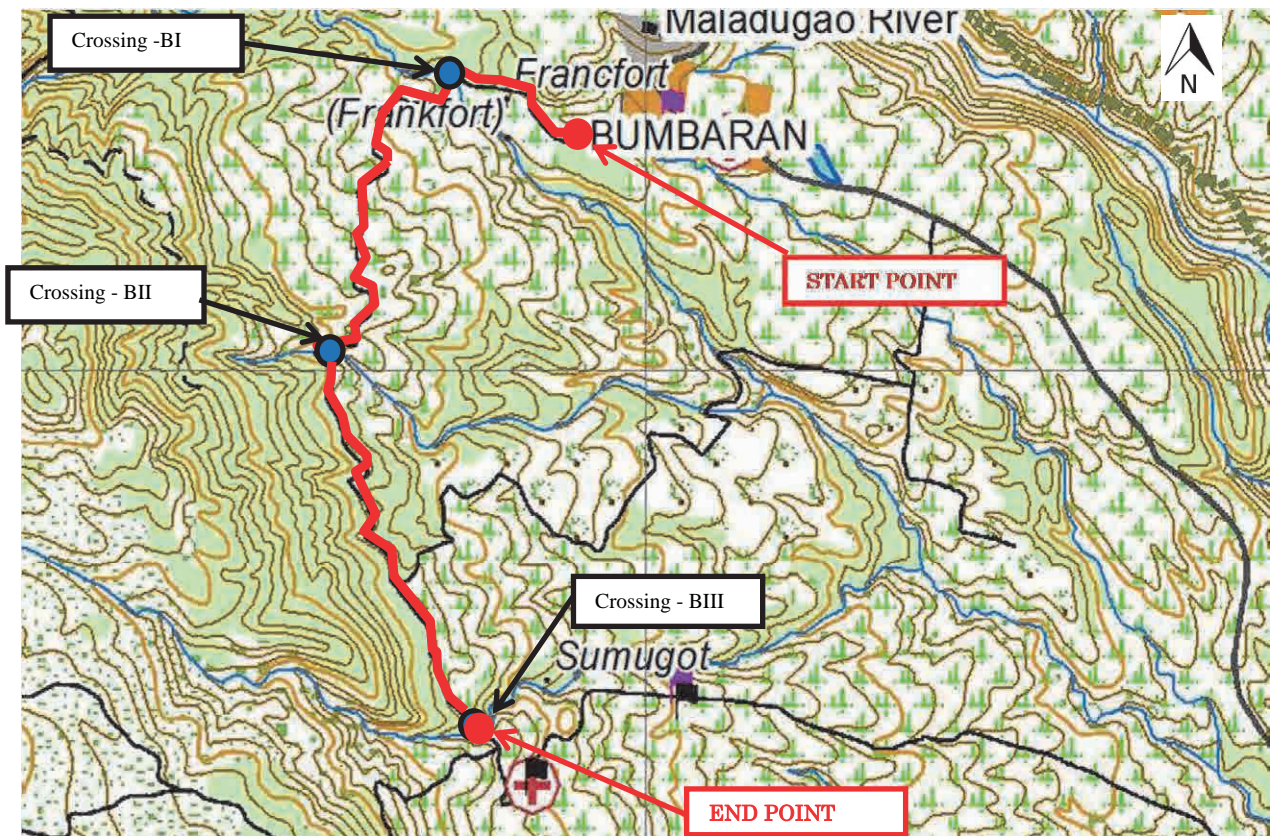 Maladugao River
Crossing -BI
N
Francfort
(Frankfort)
BUMBARAN
START POINT
Crossing - BII
Crossing - BIII
Sumugot
END POINT